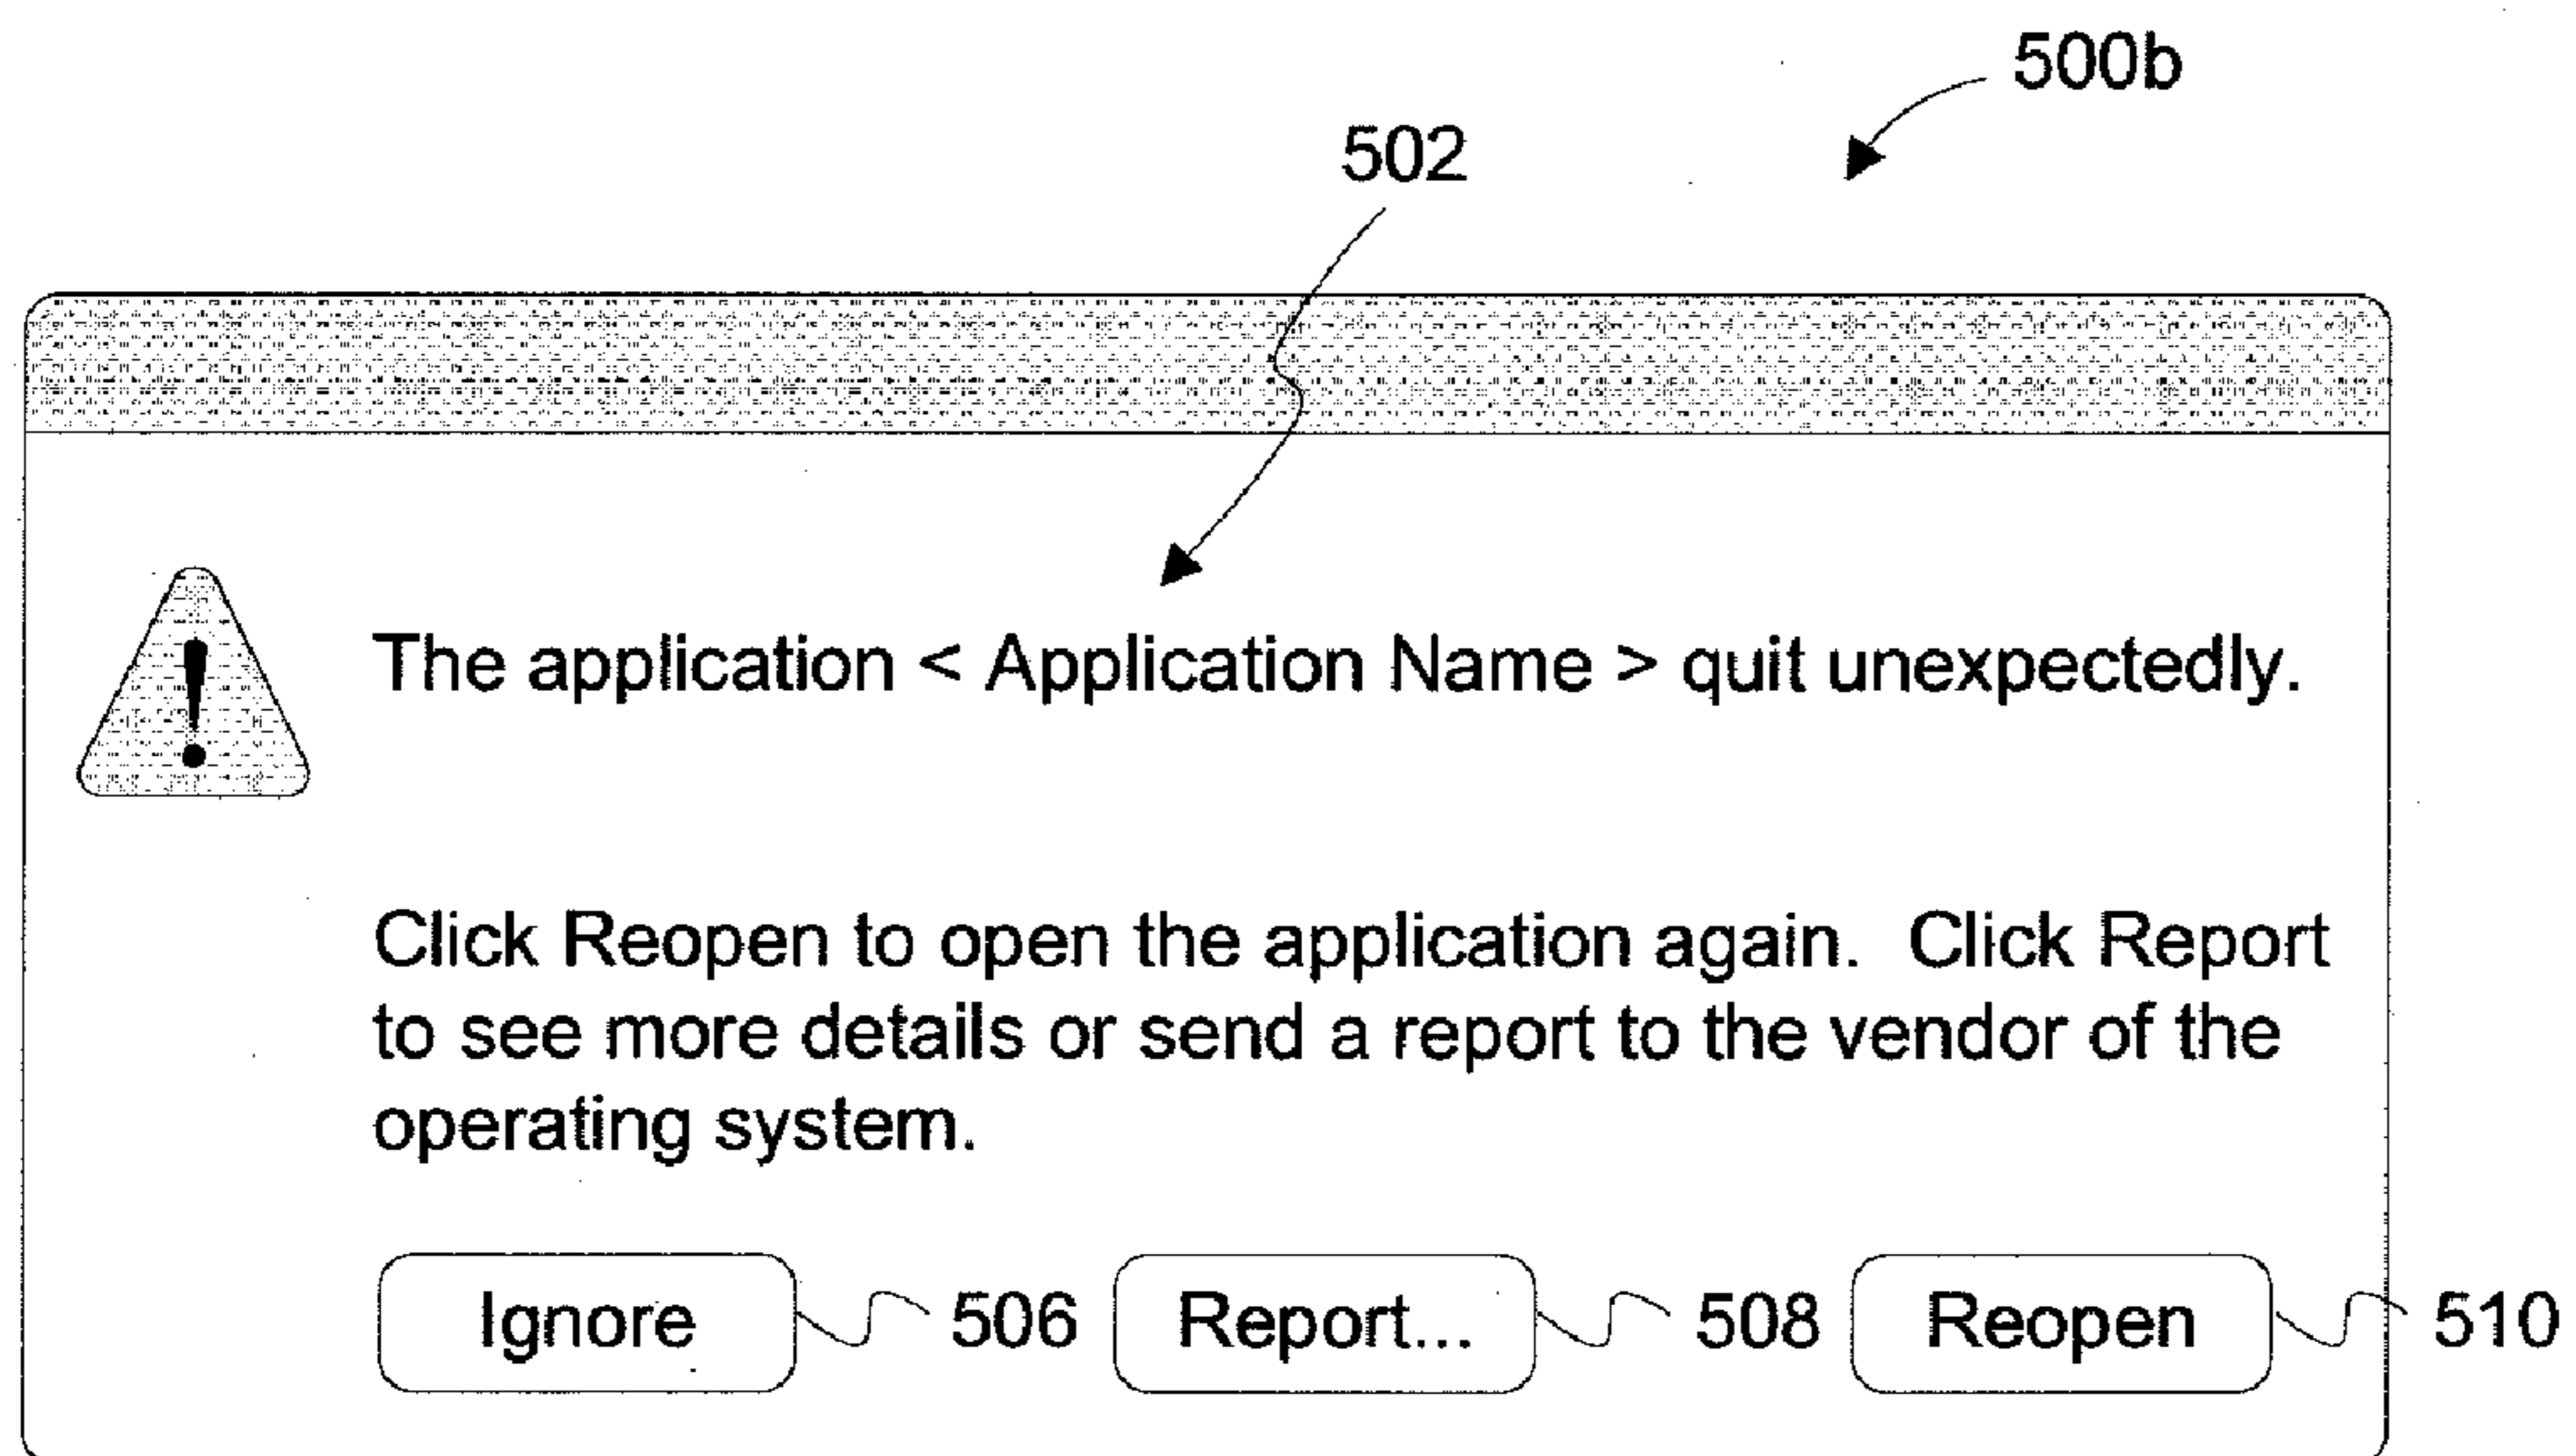 500b
502
!
The application < Application Name > quit unexpectedly.
Click Reopen to open the application again. Click Report
to see more details or send a report to the vendor of the
operating system.
Ignore 506 Report... 508 Reopen 510